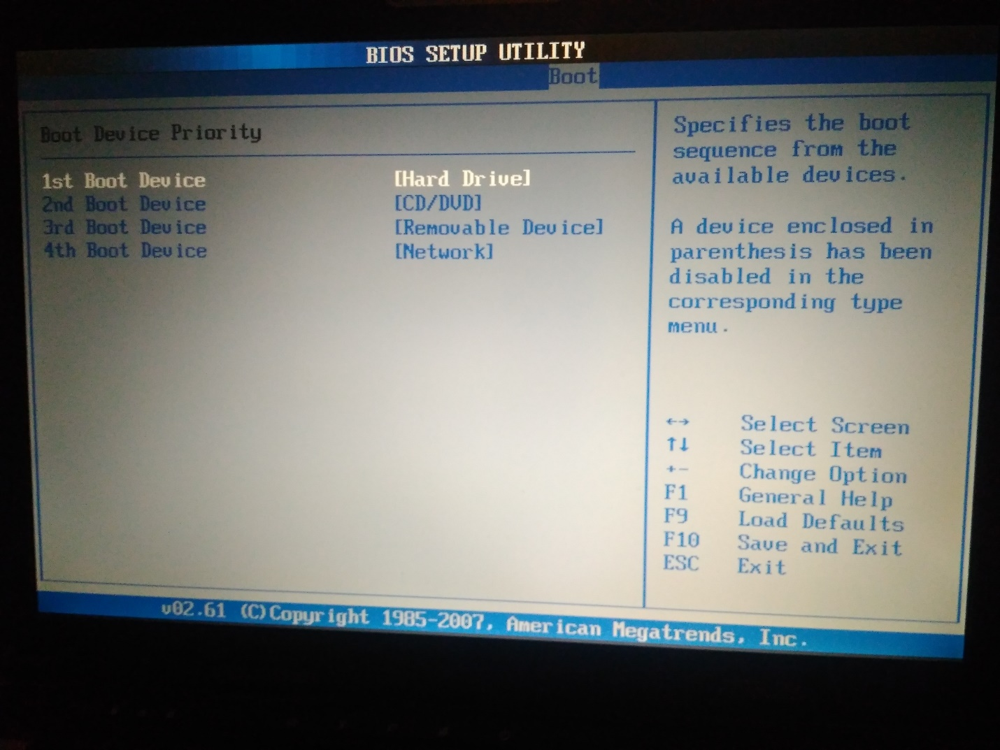 BIOS SETUP UTILITY
Boot
Boot Device Priority
1st Boot Device [Hard Drive]
2nd Boot Device [CD/DVD]
3rd Boot Device [Removable Device]
4th Boot Device [Network]
Specifies the boot
sequence from the
available devices.
A device enclosed in
parenthesis has been
disabled in the
corresponding type
menu.
←→ Select Screen
↑↓ Select Item
+- Change Option
F1 General Help
F9 Load Defaults
F10 Save and Exit
ESC Exit
v02.61 (C)Copyright 1985-2007, American Megatrends, Inc.